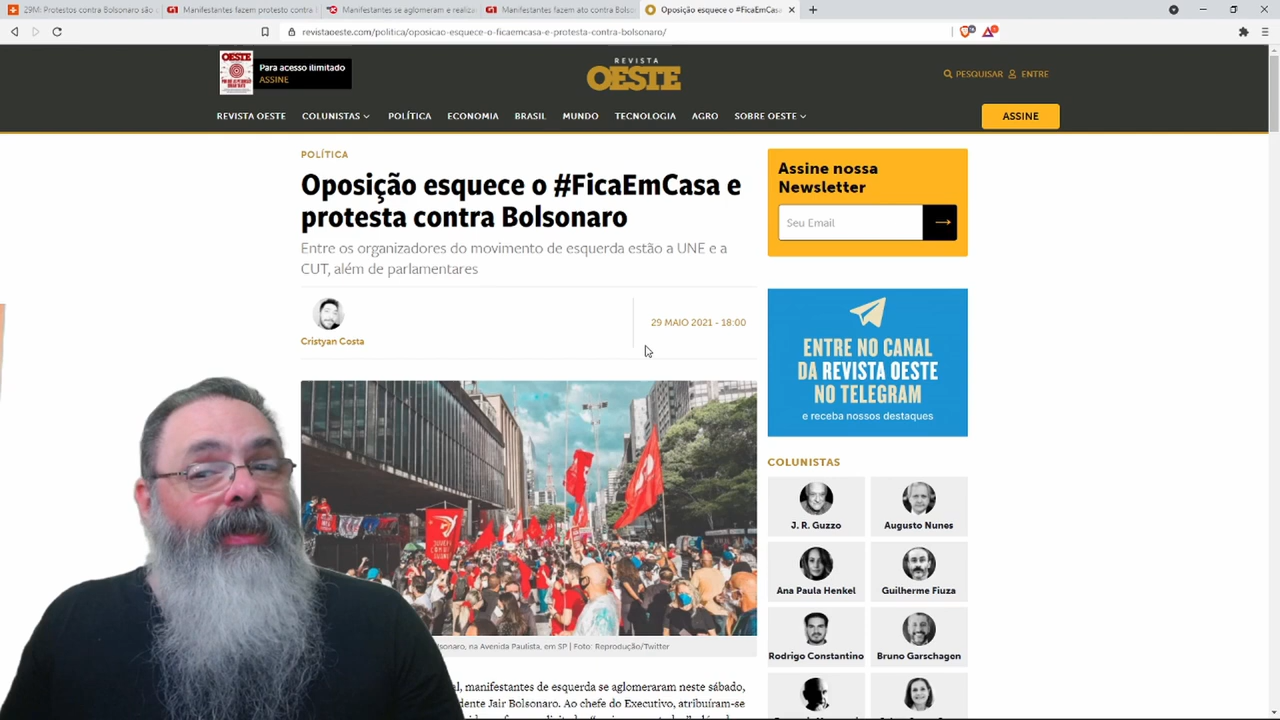 29M: Protestos contra Bolsonaro são
Manifestantes fazem protesto contra
Manifestantes se aglomeram e realiza
Manifestantes fazem ato contra Bolso
Oposição esquece o #FicaEmCasa
revistaoeste.com/politica/oposicao-esquece-o-ficaemcasa-e-protesta-contra-bolsonaro/
OESTE
Para acesso ilimitado
ASSINE
REVISTA
OESTE
PESQUISAR
ENTRE
REVISTA OESTE
COLUNISTAS
POLÍTICA
ECONOMIA
BRASIL
MUNDO
TECNOLOGIA
AGRO
SOBRE OESTE
ASSINE
POLÍTICA
Oposição esquece o #FicaEmCasa e
protesta contra Bolsonaro
Entre os organizadores do movimento de esquerda estão a UNE e a
CUT, além de parlamentares
Cristyan Costa
29 MAIO 2021 - 18:00
sonaro, na Avenida Paulista, em SP | Foto: Reprodução/Twitter
l, manifestantes de esquerda se aglomeraram neste sábado,
dente Jair Bolsonaro. Ao chefe do Executivo, atribuíram-se
Assine nossa
Newsletter
Seu Email
ENTRE NO CANAL
DA REVISTA OESTE
NO TELEGRAM
e receba nossos destaques
COLUNISTAS
J. R. Guzzo
Augusto Nunes
Ana Paula Henkel
Guilherme Fiuza
Rodrigo Constantino
Bruno Garschagen